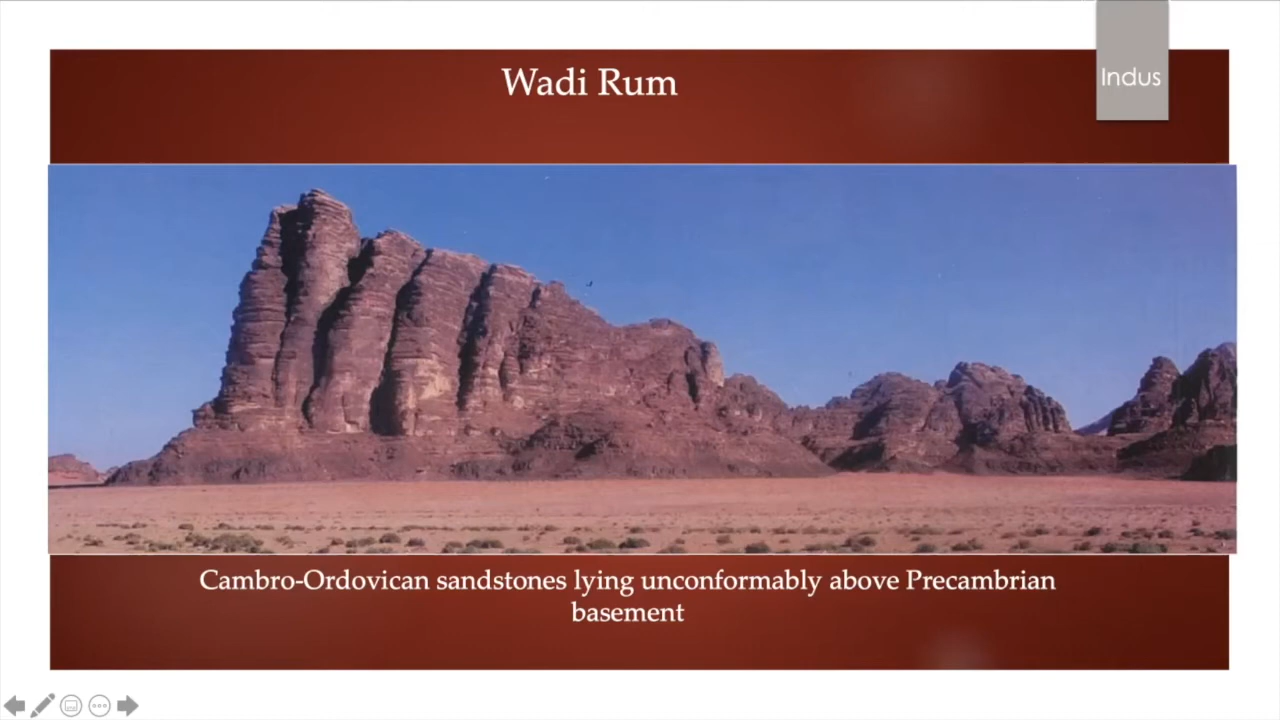 Wadi Rum
Indus
Cambro-Ordovican sandstones lying unconformably above Precambrian
basement